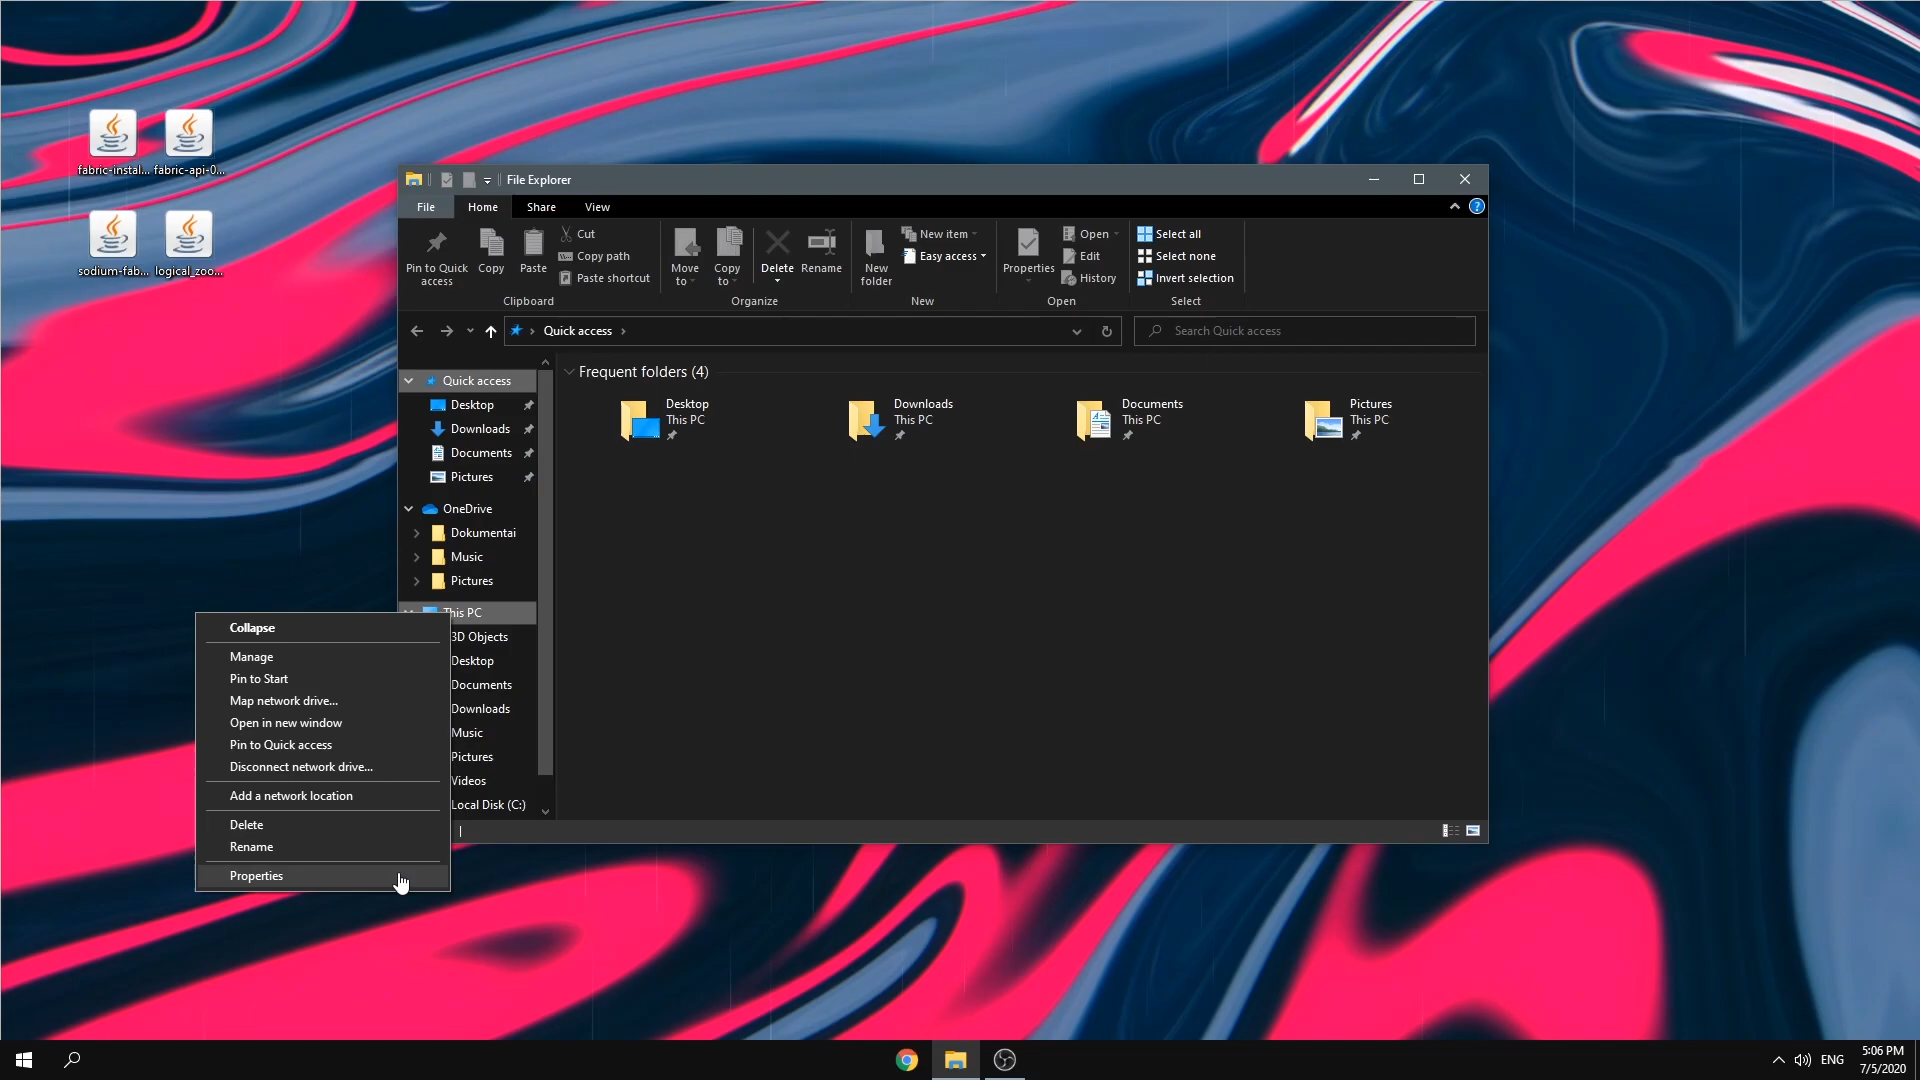 fabric-instal...
fabric-api-0...
sodium-fab...
logical_zoo...
File Explorer
File
Home
Share
View
Pin to Quick
access
Copy
Paste
Cut
Copy path
Paste shortcut
Clipboard
Move
to
Copy
to
Delete
Rename
Organize
New
folder
New item
Easy access
New
Properties
Open
Edit
History
Open
Select all
Select none
Invert selection
Select
Quick access
Search Quick access
Quick access
Desktop
Downloads
Documents
Pictures
OneDrive
Dokumentai
Music
Pictures
This PC
3D Objects
Desktop
Documents
Downloads
Music
Pictures
Videos
Local Disk (C:)
Frequent folders (4)
Desktop
This PC
Downloads
This PC
Documents
This PC
Pictures
This PC
Collapse
Manage
Pin to Start
Map network drive...
Open in new window
Pin to Quick access
Disconnect network drive...
Add a network location
Delete
Rename
Properties
ENG
5:06 PM
7/5/2020